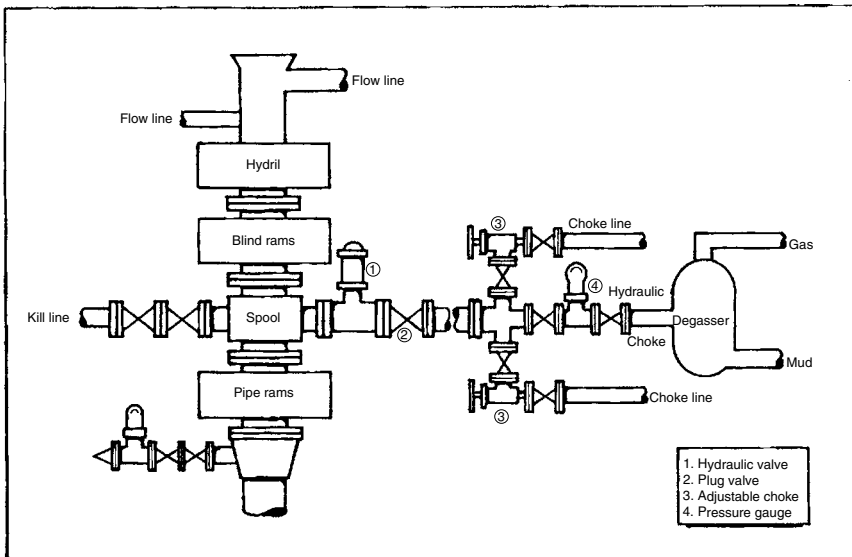 Flow line
Flow line
Hydril
Blind rams
①
③
Choke line
④
Gas
Hydraulic
Kill line
Spool
②
Degasser
Choke
Mud
Pipe rams
③
Choke line
1. Hydraulic valve
2. Plug valve
3. Adjustable choke
4. Pressure gauge